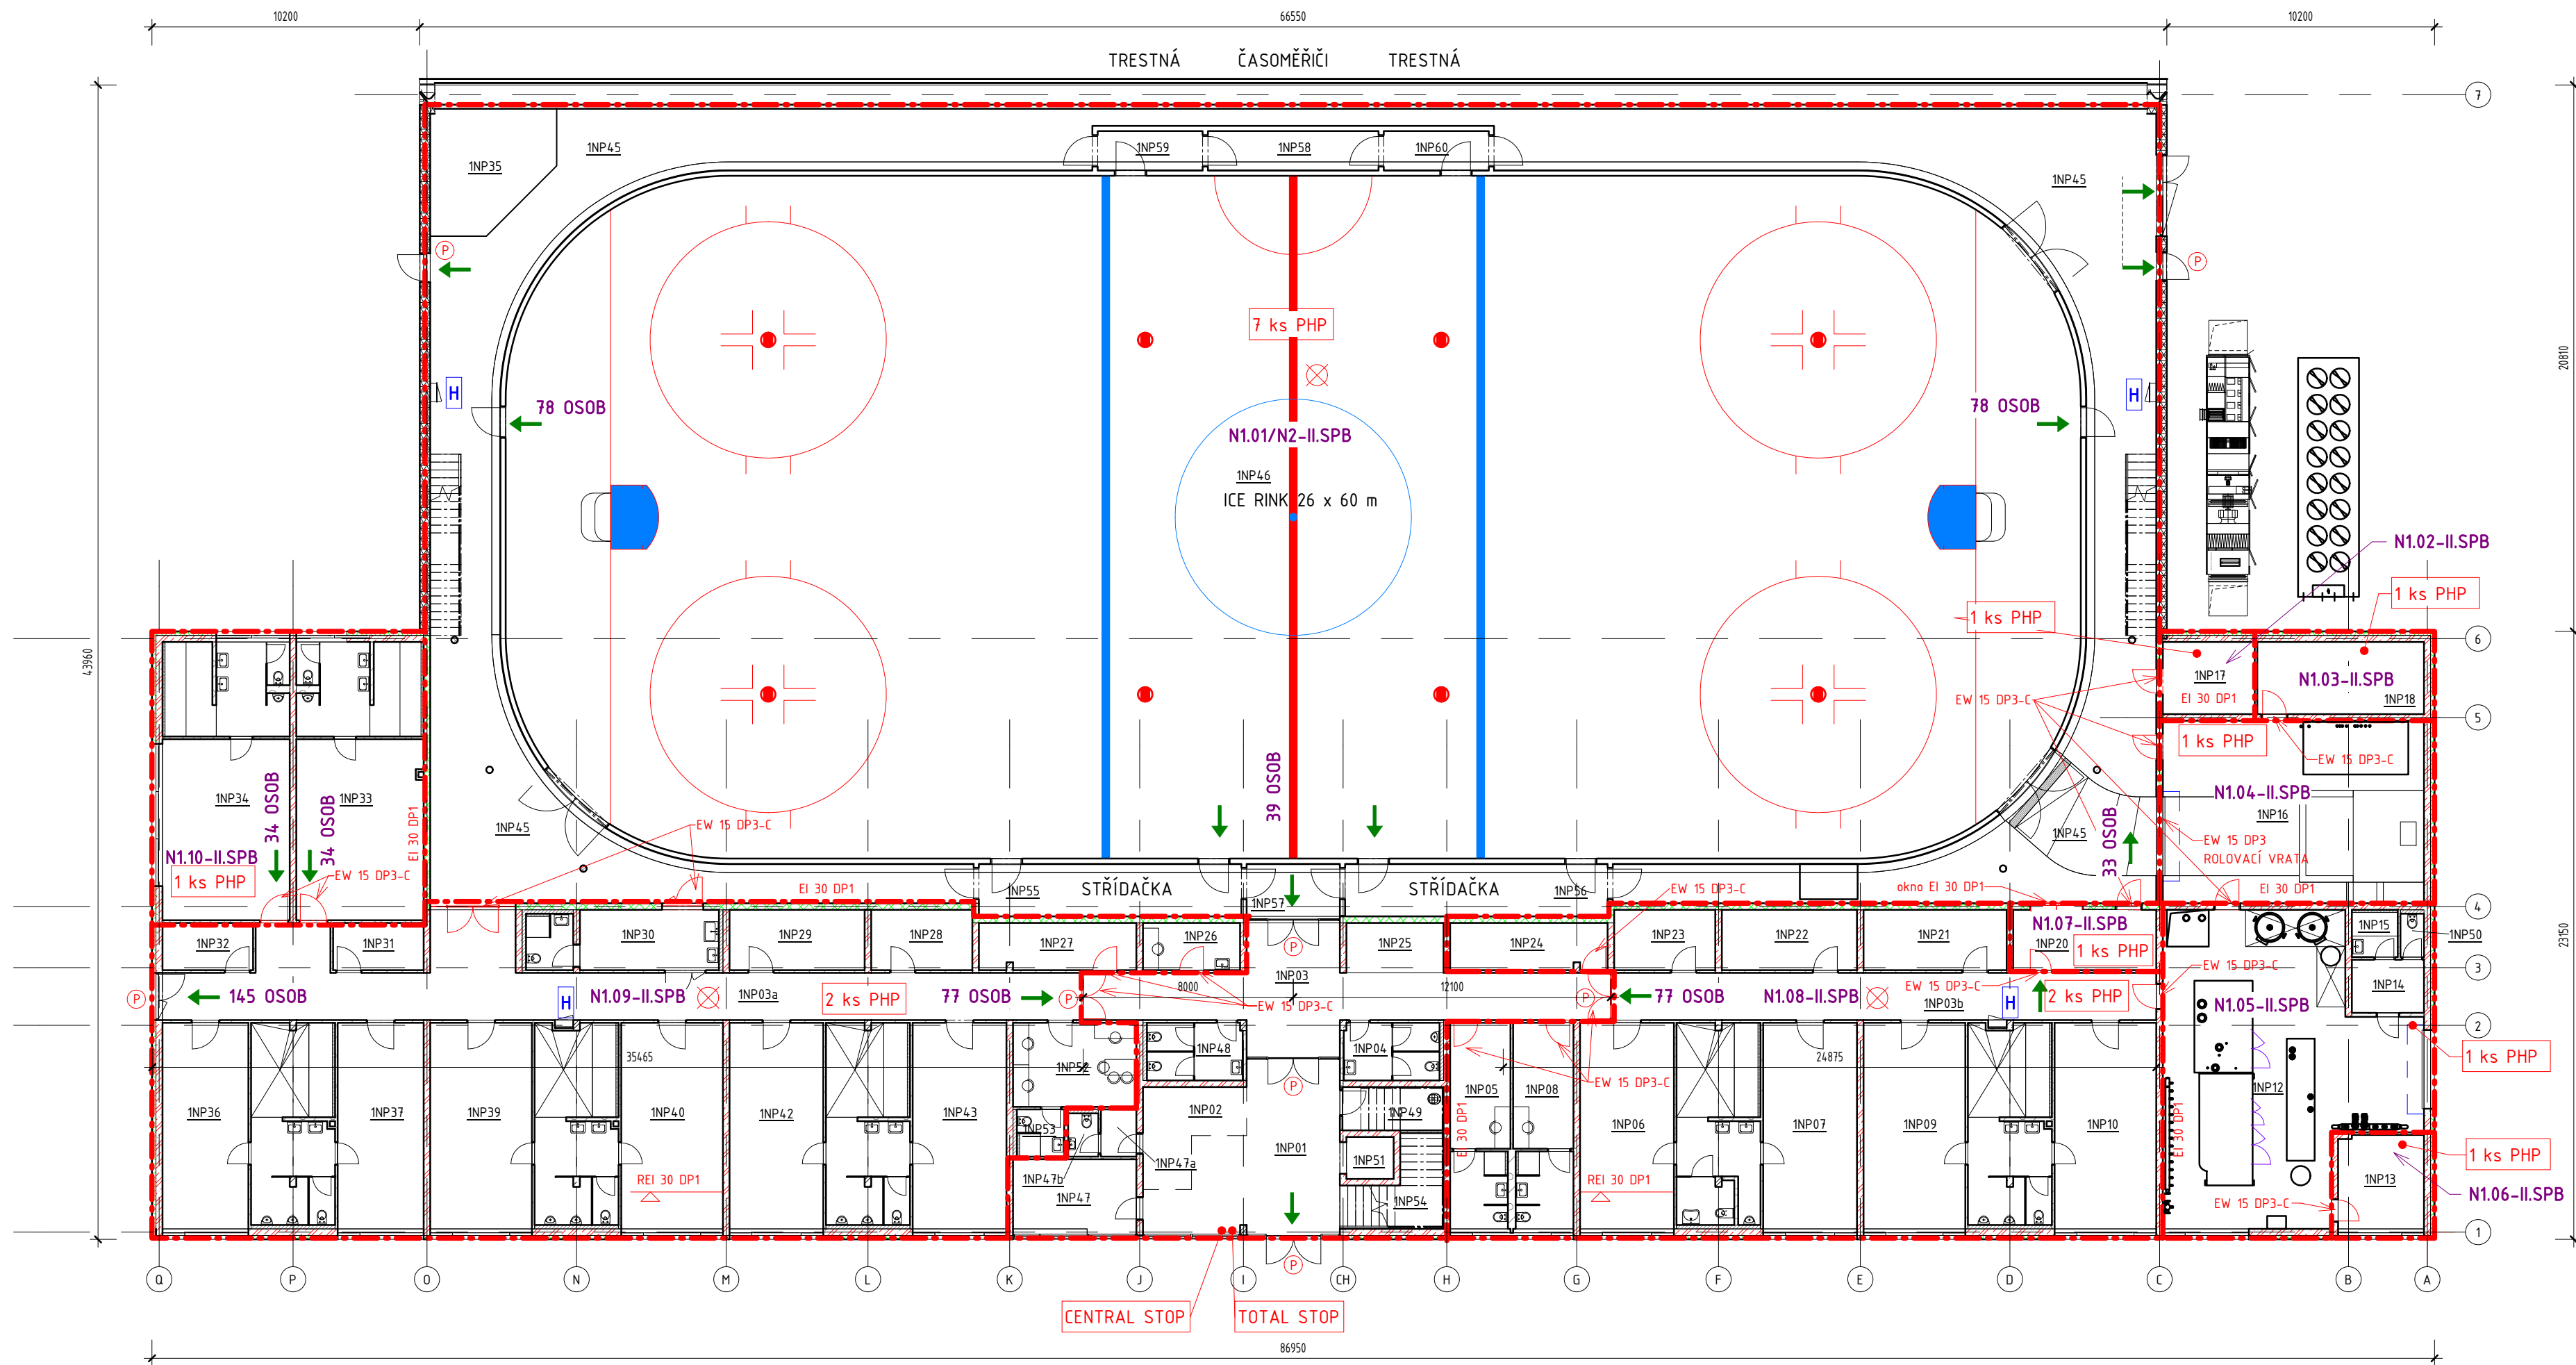 10200
66550
10200
TRESTNÁ
ČASOMĚŘIČI
TRESTNÁ
7
1NP35
1NP45
1NP59
1NP58
1NP60
1NP45
P
P
7 ks PHP
H
H
78 OSOB
78 OSOB
N1.01/N2-II.SPB
1NP46
ICE RINK 26 x 60 m
20810
43960
N1.02-II.SPB
1 ks PHP
1 ks PHP
6
1NP17
N1.03-II.SPB
EI 30 DP1
1NP18
EW 15 DP3-C
5
1 ks PHP
EW 15 DP3-C
39 OSOB
N1.04-II.SPB
1NP16
1NP34
34 OSOB
34 OSOB
1NP33
EI 30 DP1
1NP45
EW 15 DP3-C
1NP45
33 OSOB
EW 15 DP3
ROLOVACÍ VRATA
N1.10-II.SPB
1 ks PHP
EW 15 DP3-C
EI 30 DP1
1NP55
STŘÍDAČKA
STŘÍDAČKA
1NP56
EW 15 DP3-C
okno EI 30 DP1
EI 30 DP1
1NP57
4
1NP32
1NP31
1NP30
1NP29
1NP28
1NP27
1NP26
P
1NP25
1NP24
1NP23
1NP22
1NP21
N1.07-II.SPB
1NP20
1 ks PHP
1NP15
1NP50
23150
3
EW 15 DP3-C
1NP03
8000
12100
EW 15 DP3-C
EW 15 DP3-C
1NP14
P
145 OSOB
H
N1.09-II.SPB
1NP03a
2 ks PHP
77 OSOB
P
P
77 OSOB
N1.08-II.SPB
1NP03b
H
2 ks PHP
N1.05-II.SPB
2
35465
1NP52
1NP48
1NP04
24875
1 ks PHP
P
EW 15 DP3-C
1NP36
1NP37
1NP39
1NP40
1NP42
1NP43
1NP53
1NP02
1NP49
1NP05
1NP08
1NP06
1NP07
1NP09
1NP10
1NP12
EI 30 DP1
EI 30 DP1
1NP01
1NP51
1NP47a
1NP47b
1NP47
1NP54
1 ks PHP
1NP13
N1.06-II.SPB
REI 30 DP1
REI 30 DP1
EW 15 DP3-C
1
P
Q
P
O
N
M
L
K
J
I
CH
H
G
F
E
D
C
B
A
CENTRAL STOP
TOTAL STOP
86950